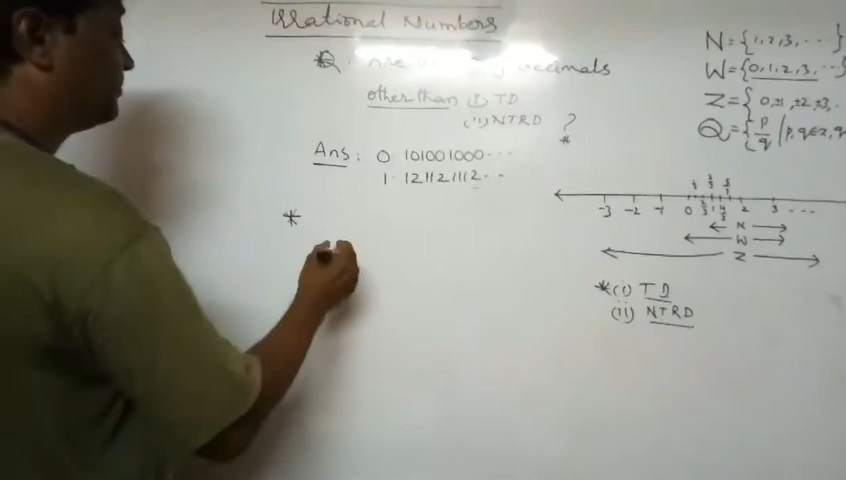 Irrational Numbers
*Q. Are decimals
other than (i) TD
(ii) NTRD ?
*
Ans: 0 101001000...
1. 121121112...
*
N = {1, 2, 3, ...}
W = {0, 1, 2, 3, ...}
Z = {0, ±1, ±2, ±3, .
Q = {p/q | p, q ∈ z, q
-3 -2 -1 0 1 2 3 ...
N
W
Z
*(i) TD
(ii) NTRD